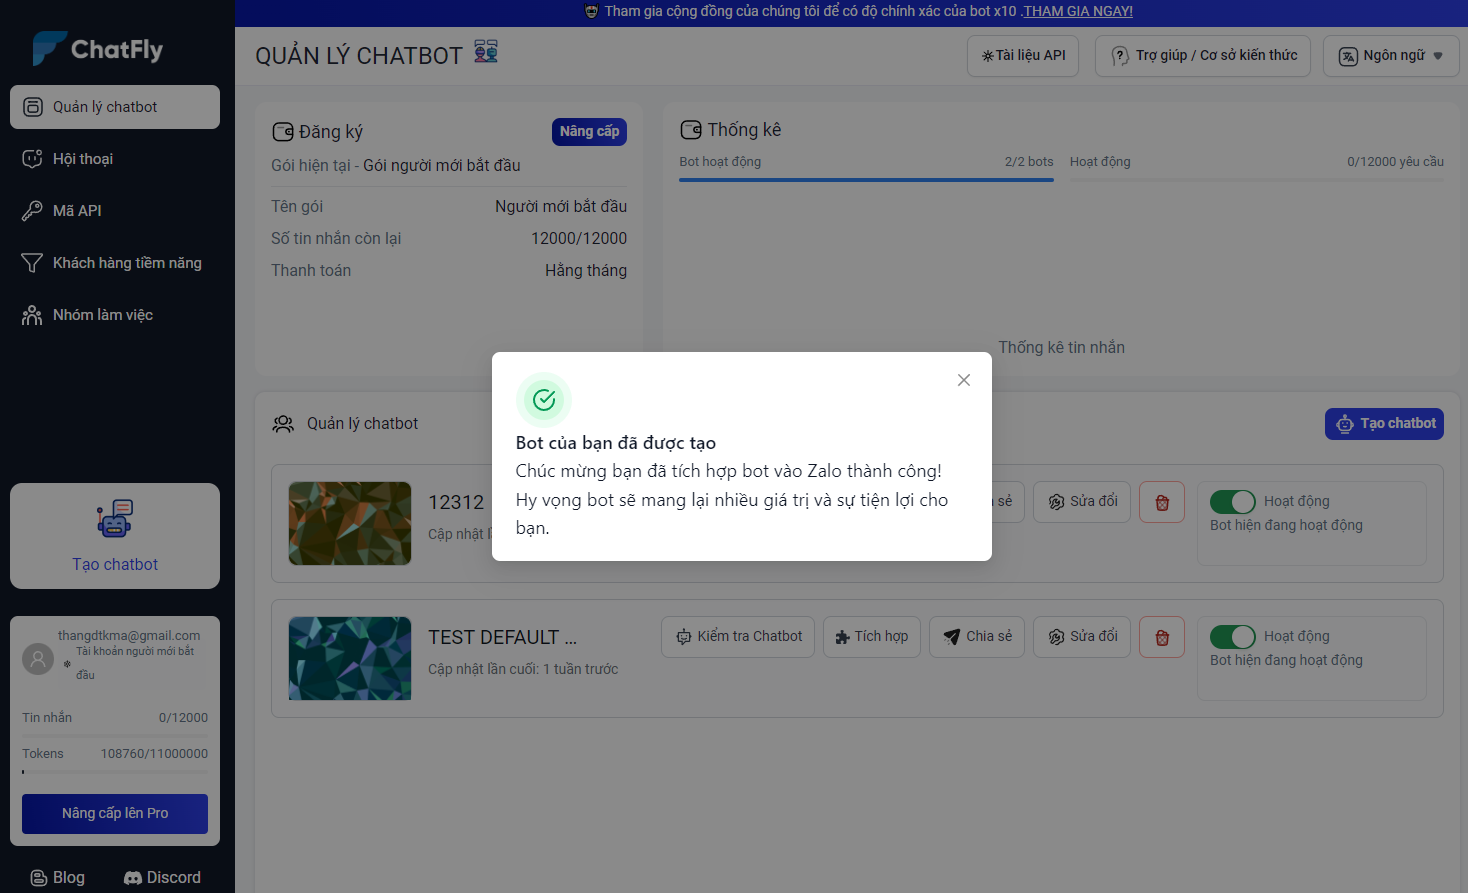 Tham gia cộng đồng của chúng tôi để có độ chính xác của bot x10 .THAM GIA NGAY!
ChatFly
Quản lý chatbot
Hội thoại
Mã API
Khách hàng tiềm năng
Nhóm làm việc
Tạo chatbot
thangdtkma@gmail.com
Tài khoản người mới bắt
đầu
Tin nhắn 0/12000
Tokens 108760/11000000
Nâng cấp lên Pro
Blog Discord
QUẢN LÝ CHATBOT
Tài liệu API
Trợ giúp / Cơ sở kiến thức
Ngôn ngữ
Đăng ký
Nâng cấp
Gói hiện tại - Gói người mới bắt đầu
Tên gói Người mới bắt đầu
Số tin nhắn còn lại 12000/12000
Thanh toán Hằng tháng
Thống kê
Bot hoạt động 2/2 bots
Hoạt động 0/12000 yêu cầu
Thống kê tin nhắn
Quản lý chatbot
Tạo chatbot
12312
Cập nhật l
sẻ
Sửa đổi
Hoạt động
Bot hiện đang hoạt động
Bot của bạn đã được tạo
Chúc mừng bạn đã tích hợp bot vào Zalo thành công!
Hy vọng bot sẽ mang lại nhiều giá trị và sự tiện lợi cho
bạn.
TEST DEFAULT ...
Cập nhật lần cuối: 1 tuần trước
Kiểm tra Chatbot
Tích hợp
Chia sẻ
Sửa đổi
Hoạt động
Bot hiện đang hoạt động